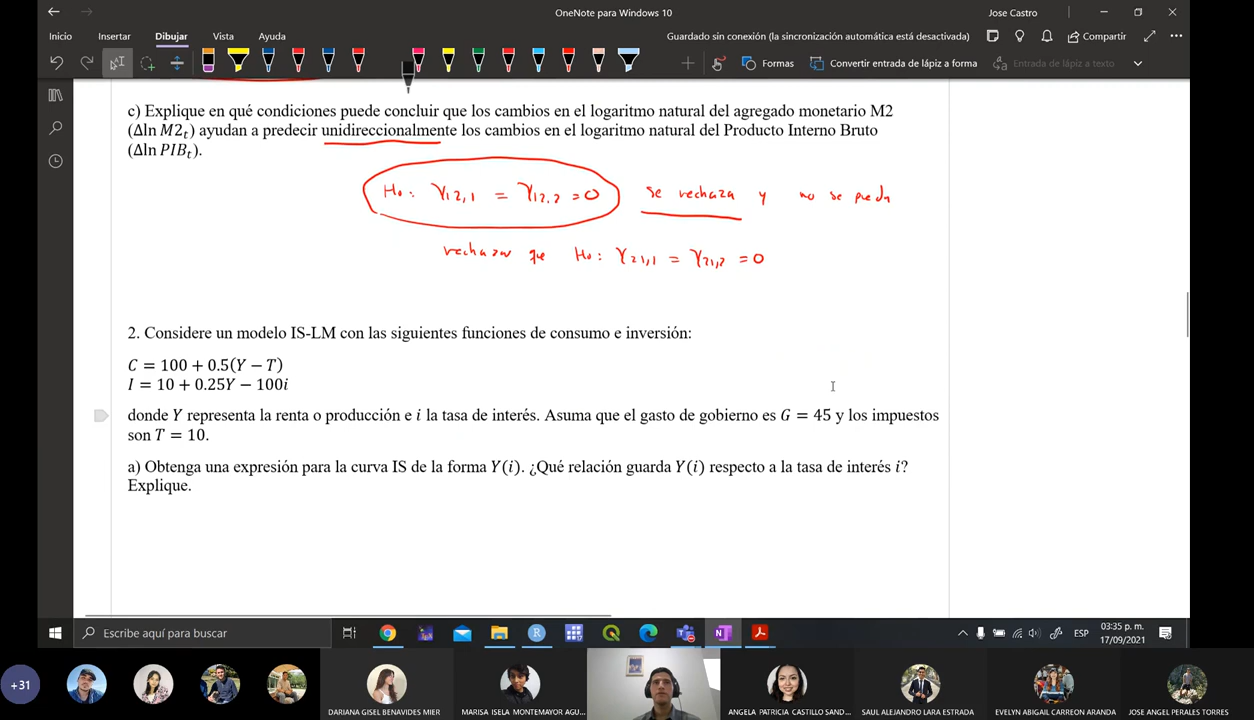 OneNote para Windows 10
Jose Castro
Inicio Insertar Dibujar Vista Ayuda
Guardado sin conexión (la sincronización automática está desactivada)
Compartir
Formas
Convertir entrada de lápiz a forma
Entrada de lápiz a texto
c) Explique en qué condiciones puede concluir que los cambios en el logaritmo natural del agregado monetario M2
(Δln M2ₜ) ayudan a predecir unidireccionalmente los cambios en el logaritmo natural del Producto Interno Bruto
(Δln PIBₜ).
H₀: γ₁₂,₁ = γ₁₂,₂ = 0 se rechaza y no se pueda
rechazar que H₀: γ₂₁,₁ = γ₂₁,₂ = 0
2. Considere un modelo IS-LM con las siguientes funciones de consumo e inversión:
C = 100 + 0.5(Y − T)
I = 10 + 0.25Y − 100i
donde Y representa la renta o producción e i la tasa de interés. Asuma que el gasto de gobierno es G = 45 y los impuestos
son T = 10.
a) Obtenga una expresión para la curva IS de la forma Y(i). ¿Qué relación guarda Y(i) respecto a la tasa de interés i?
Explique.
Escribe aquí para buscar
ESP
03:35 p. m.
17/09/2021
+31
DARIANA GISEL BENAVIDES MIER
MARISA ISELA MONTEMAYOR AGU...
ANGELA PATRICIA CASTILLO SAND...
SAUL ALEJANDRO LARA ESTRADA
EVELYN ABIGAIL CARREON ARANDA
JOSE ANGEL PERALES TORRES